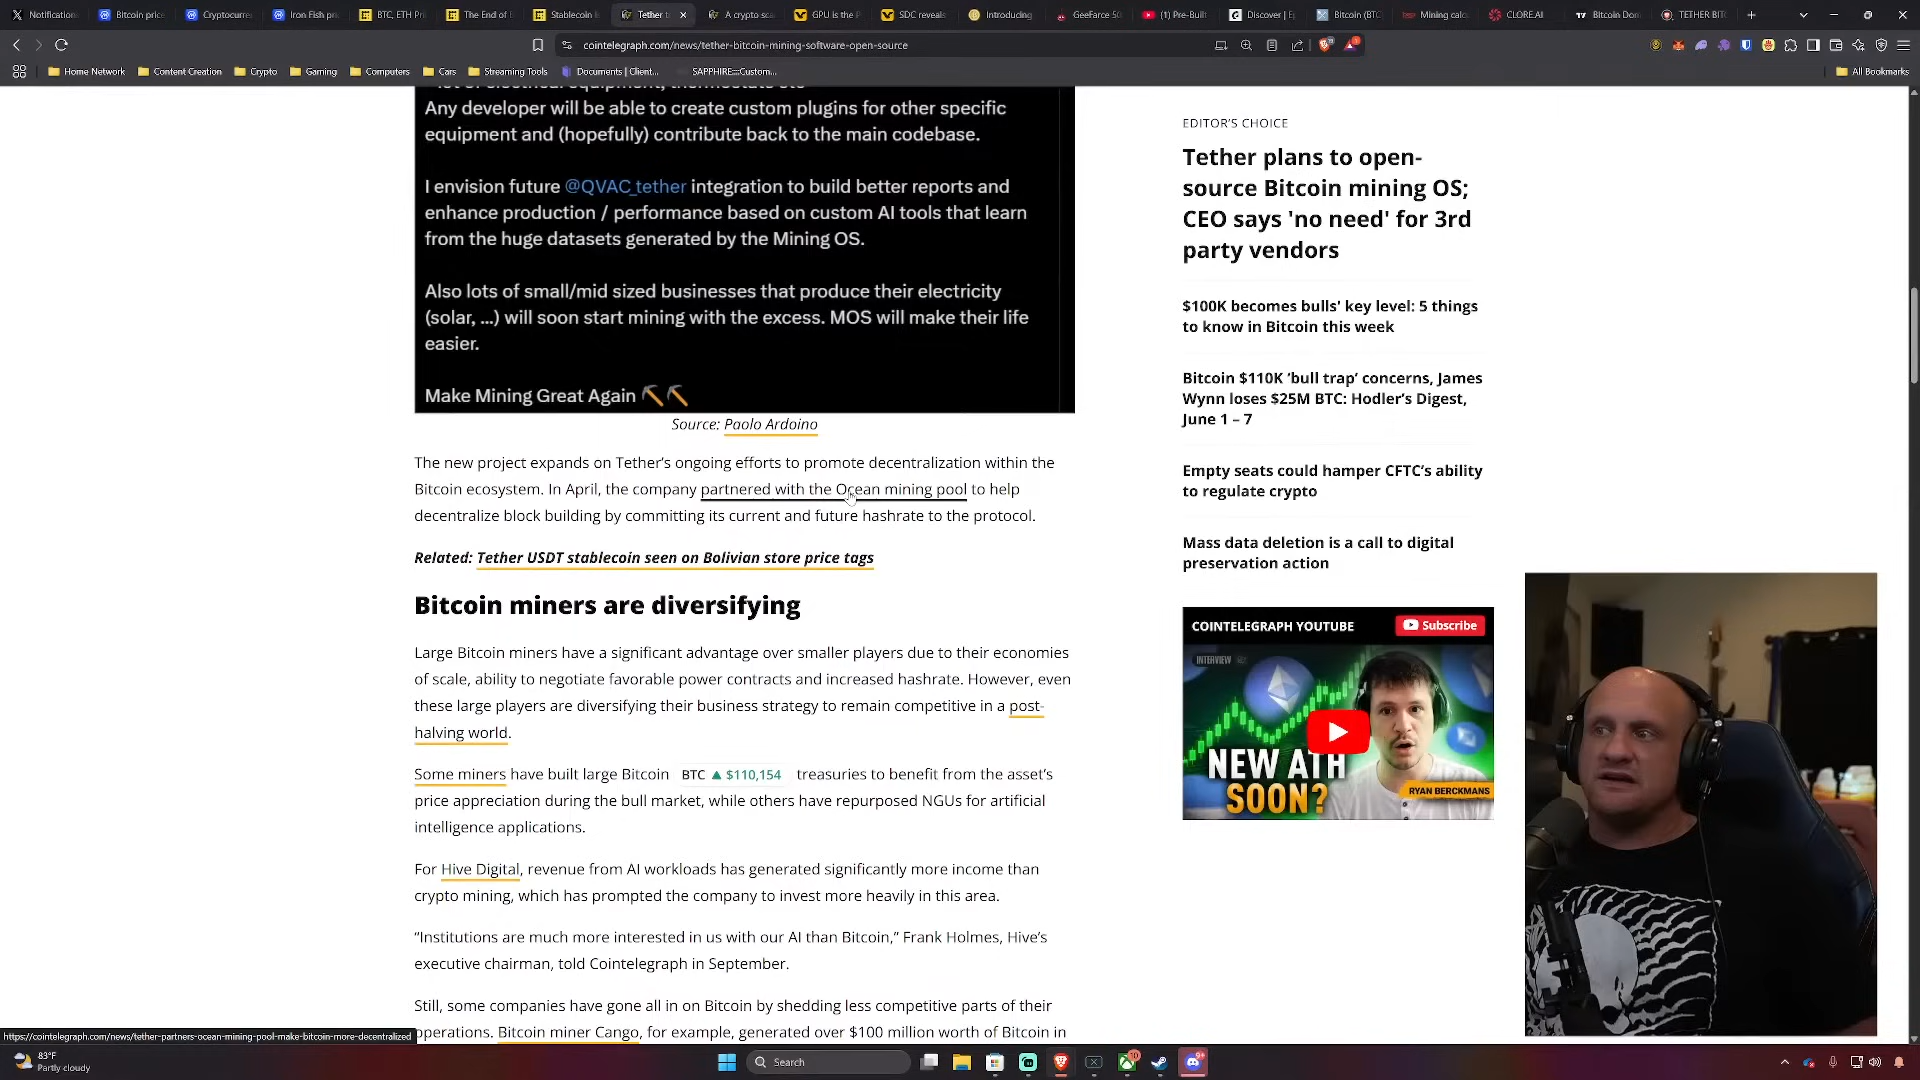 Notification
Bitcoin price
Cryptocurre
Iron Fish pri
BTC, ETH Pri
The End of
Stablecoin
Tether
A crypto sca
GPU is the P
SDC reveals
Introducing
GeeFarce 50
(1) Pre-Built
Discover | E
Bitcoin (BTC
Mining calc
CLORE.AI
Bitcoin Dom
TETHER BIT
cointelegraph.com/news/tether-bitcoin-mining-software-open-source
Home Network
Content Creation
Crypto
Gaming
Computers
Cars
Streaming Tools
Documents | Client...
SAPPHIRE::::Custom...
All Bookmarks
lot of electrical equipment, thermostats etc
Any developer will be able to create custom plugins for other specific
equipment and (hopefully) contribute back to the main codebase.
I envision future @QVAC_tether integration to build better reports and
enhance production / performance based on custom AI tools that learn
from the huge datasets generated by the Mining OS.
Also lots of small/mid sized businesses that produce their electricity
(solar, ...) will soon start mining with the excess. MOS will make their life
easier.
Make Mining Great Again
Source: Paolo Ardoino
The new project expands on Tether's ongoing efforts to promote decentralization within the
Bitcoin ecosystem. In April, the company partnered with the Ocean mining pool to help
decentralize block building by committing its current and future hashrate to the protocol.
Related: Tether USDT stablecoin seen on Bolivian store price tags
Bitcoin miners are diversifying
Large Bitcoin miners have a significant advantage over smaller players due to their economies
of scale, ability to negotiate favorable power contracts and increased hashrate. However, even
these large players are diversifying their business strategy to remain competitive in a post-
halving world.
Some miners have built large Bitcoin BTC ▲ $110,154 treasuries to benefit from the asset's
price appreciation during the bull market, while others have repurposed NGUs for artificial
intelligence applications.
For Hive Digital, revenue from AI workloads has generated significantly more income than
crypto mining, which has prompted the company to invest more heavily in this area.
“Institutions are much more interested in us with our AI than Bitcoin,” Frank Holmes, Hive's
executive chairman, told Cointelegraph in September.
Still, some companies have gone all in on Bitcoin by shedding less competitive parts of their
operations. Bitcoin miner Cango, for example, generated over $100 million worth of Bitcoin in
EDITOR'S CHOICE
Tether plans to open-
source Bitcoin mining OS;
CEO says 'no need' for 3rd
party vendors
$100K becomes bulls' key level: 5 things
to know in Bitcoin this week
Bitcoin $110K ‘bull trap’ concerns, James
Wynn loses $25M BTC: Hodler's Digest,
June 1 – 7
Empty seats could hamper CFTC's ability
to regulate crypto
Mass data deletion is a call to digital
preservation action
COINTELEGRAPH YOUTUBE
Subscribe
INTERVIEW
NEW ATH
SOON?
RYAN BERCKMANS
https://cointelegraph.com/news/tether-partners-ocean-mining-pool-make-bitcoin-more-decentralized
83°F
Partly cloudy
Search